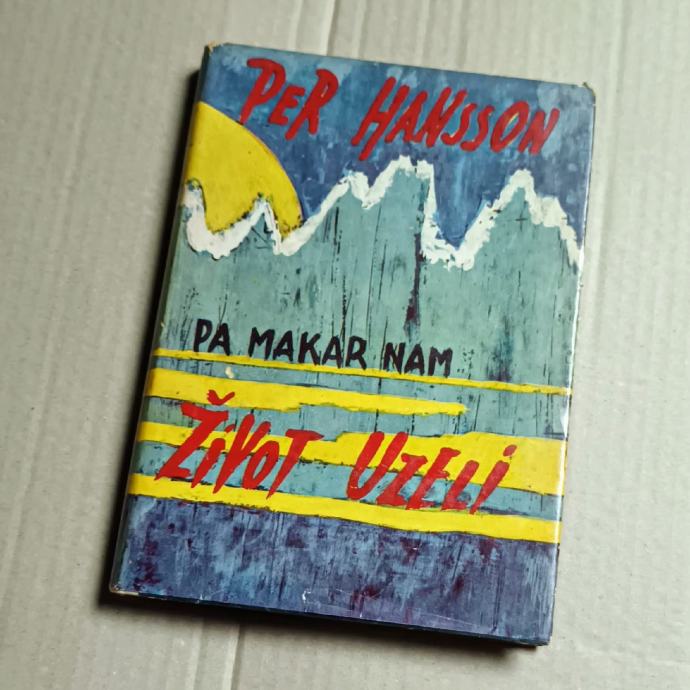 PER HANSSON
PA MAKAR NAM
ŽIVOT UZELI